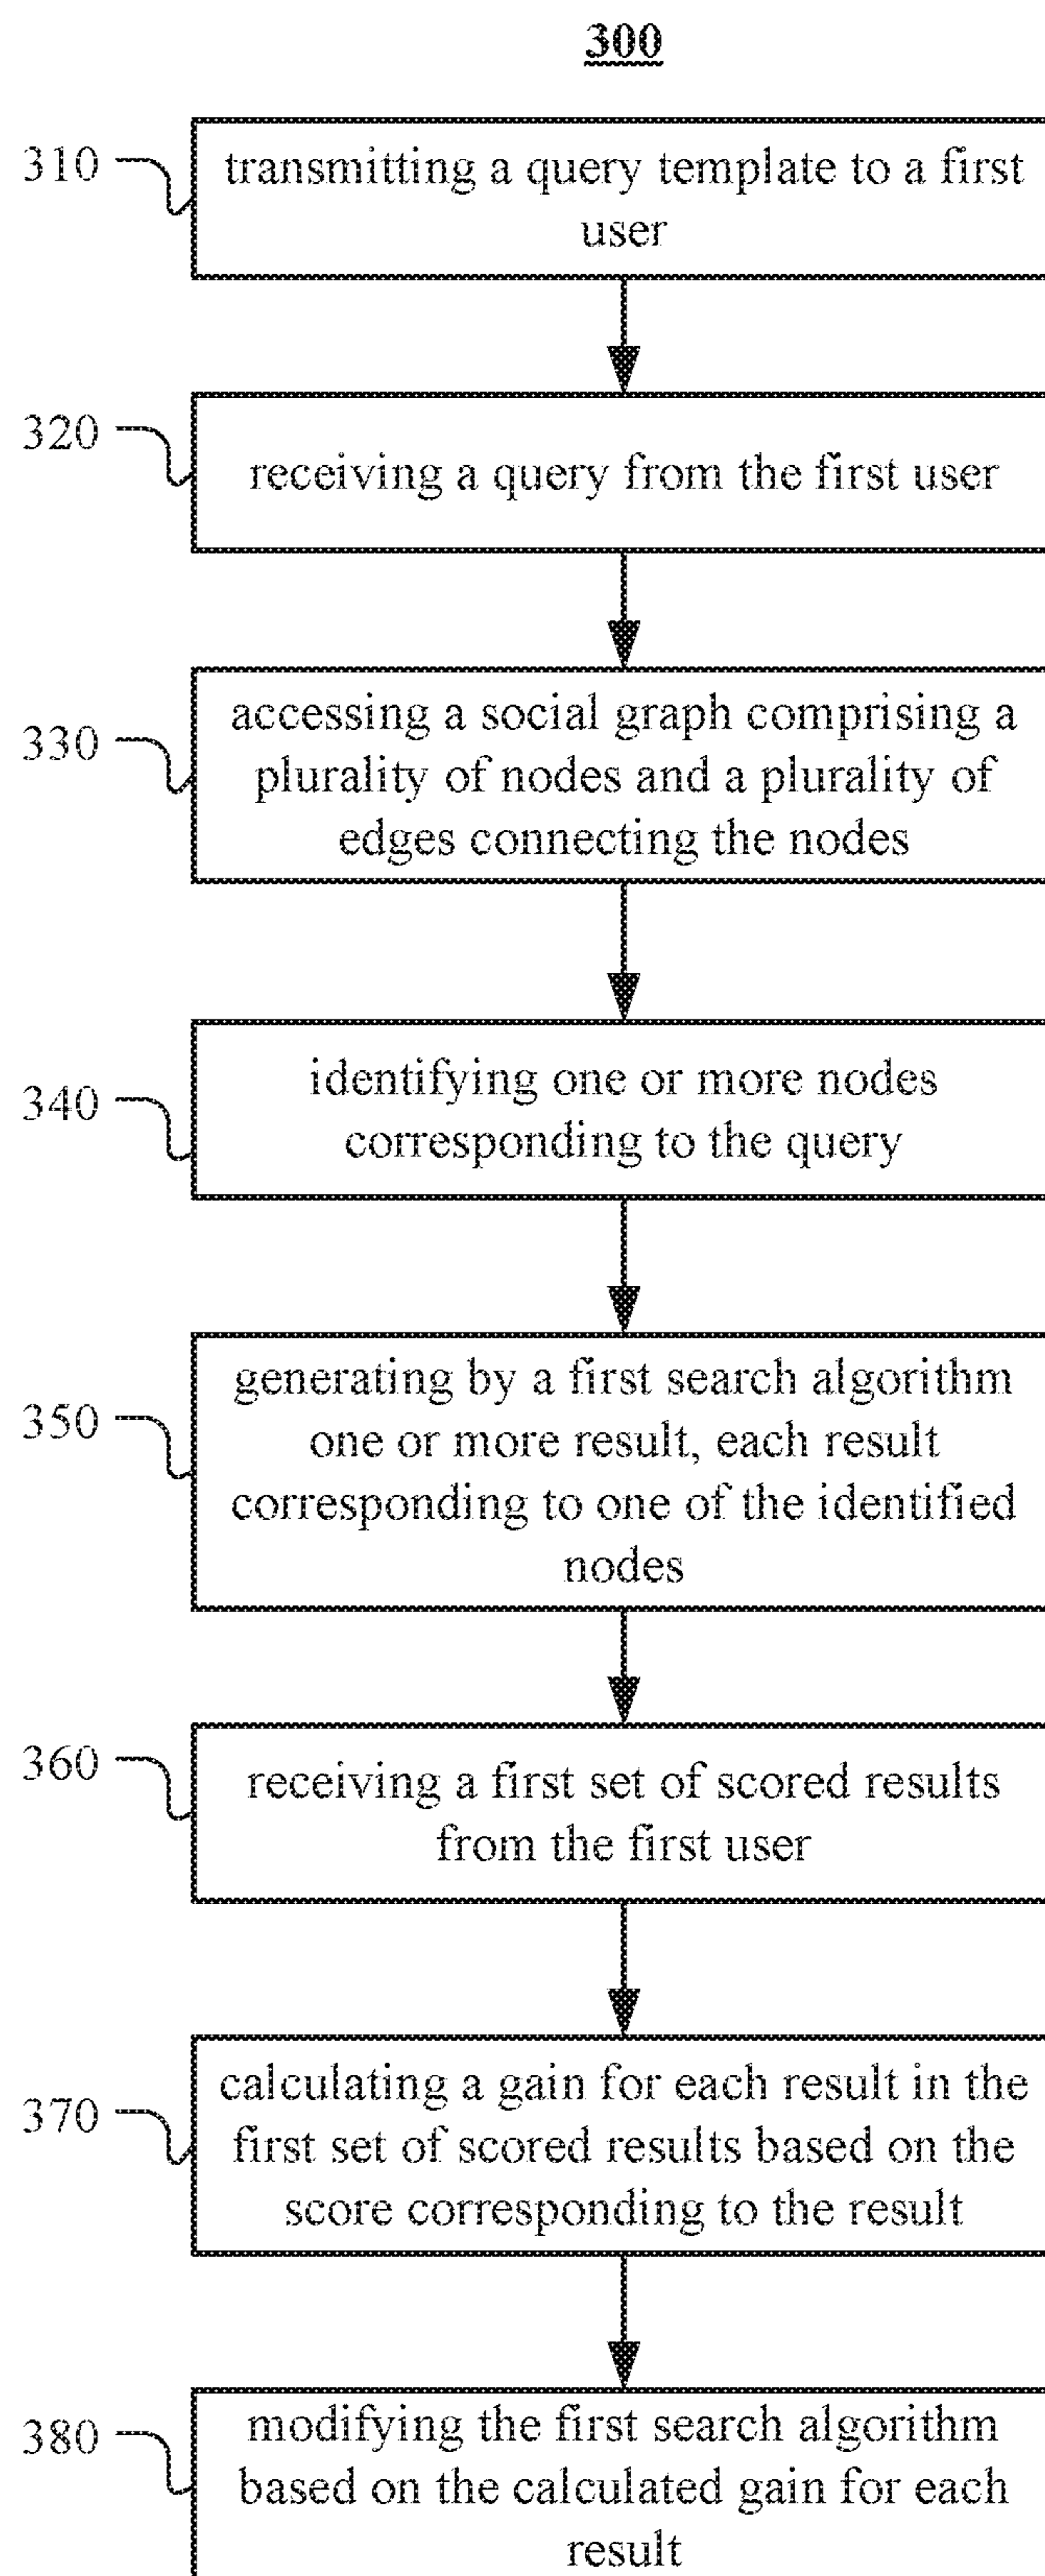 300
310
transmitting a query template to a first
user
320
receiving a query from the first user
330
accessing a social graph comprising a
plurality of nodes and a plurality of
edges connecting the nodes
340
identifying one or more nodes
corresponding to the query
350
generating by a first search algorithm
one or more result, each result
corresponding to one of the identified
nodes
360
receiving a first set of scored results
from the first user
370
calculating a gain for each result in the
first set of scored results based on the
score corresponding to the result
380
modifying the first search algorithm
based on the calculated gain for each
result